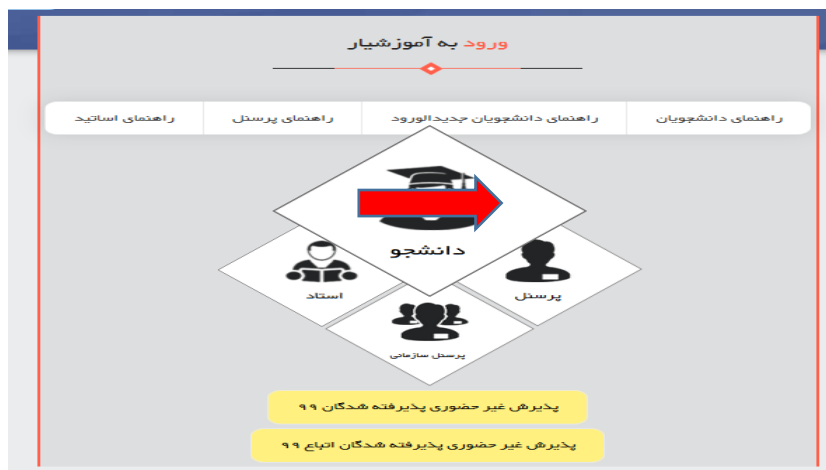 ورود به آموزشیار
راهنمای دانشجویان
راهنمای دانشجویان جدیدالورود
راهنمای پرسنل
راهنمای اساتید
دانشجو
پرسنل
استاد
پرسنل سازمانی
پذیرش غیر حضوری پذیرفته شدگان ۹۹
پذیرش غیر حضوری پذیرفته شدگان اتباع ۹۹